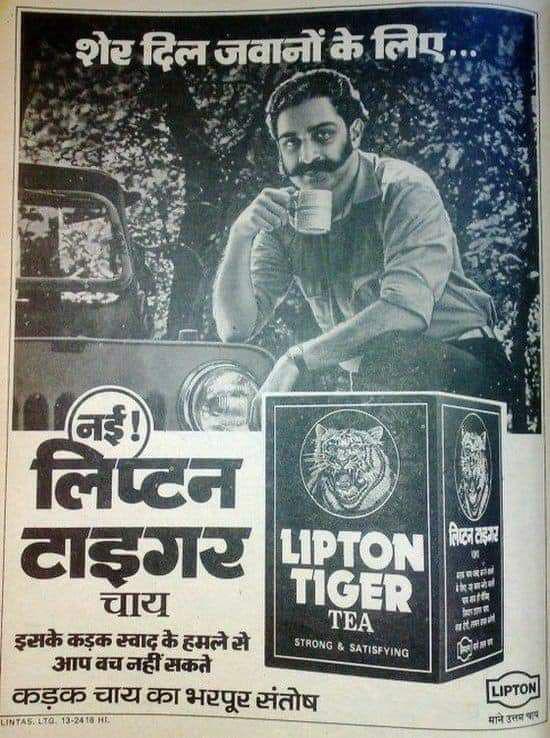 शेर दिल जवानों के लिए...
नई!
लिप्टन
टाइगर
चाय
इसके कड़क स्वाद के हमले से
आप बच नहीं सकते
कड़क चाय का भरपूर संतोष
LIPTON
TIGER
TEA
STRONG & SATISFYING
लिप्टन टाइगर
चाय
LIPTON
माने उत्तम चाय
LINTAS. LTG. 13-2416 HI.